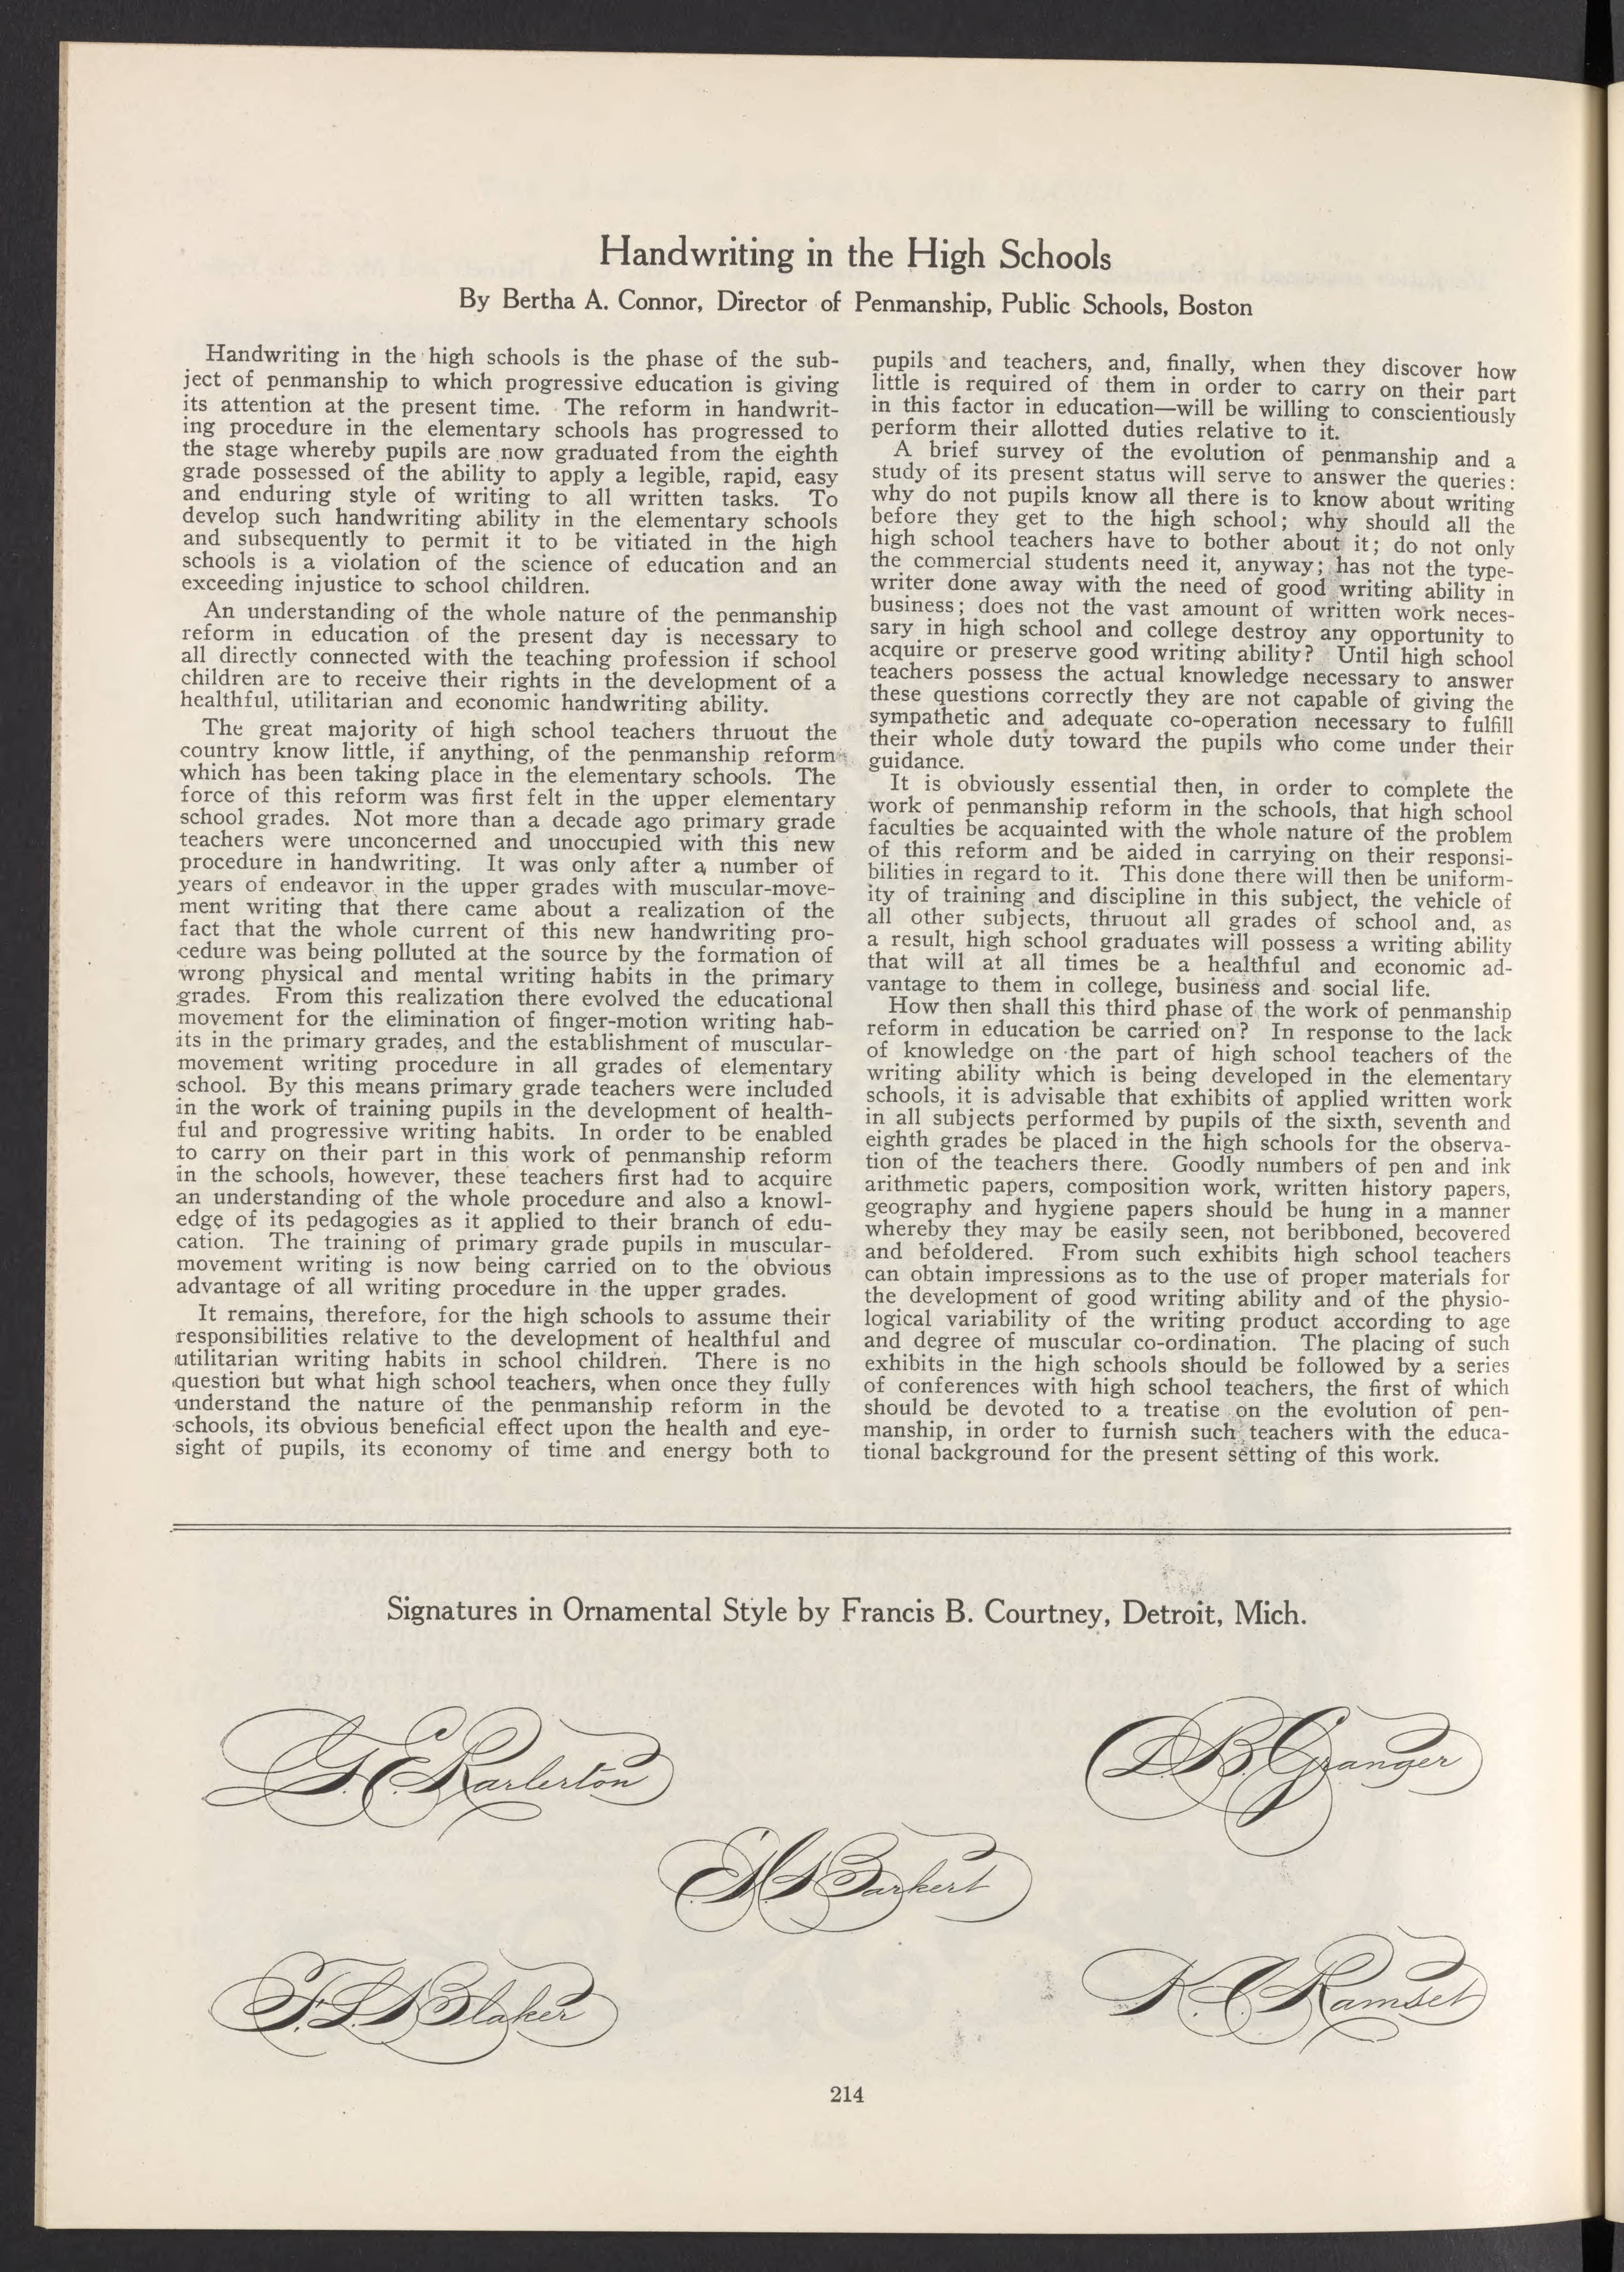 Handwriting in the High Schools
By Bertha A. Connor, Director of Penmanship, Public Schools, Boston
Handwriting in the high schools is the phase of the sub-
ject of penmanship to which progressive education is giving
its attention at the present time. The reform in handwrit-
ing procedure in the elementary schools has progressed to
the stage whereby pupils are now graduated from the eighth
grade possessed of the ability to apply a legible, rapid, easy
and enduring style of writing to all written tasks. To
develop such handwriting ability in the elementary schools
and subsequently to permit it to be vitiated in the high
schools is a violation of the science of education and an
exceeding injustice to school children.
An understanding of the whole nature of the penmanship
reform in education of the present day is necessary to
all directly connected with the teaching profession if school
children are to receive their rights in the development of a
healthful, utilitarian and economic handwriting ability.
The great majority of high school teachers thruout the
country know little, if anything, of the penmanship reform
which has been taking place in the elementary schools. The
force of this reform was first felt in the upper elementary
school grades. Not more than a decade ago primary grade
teachers were unconcerned and unoccupied with this new
procedure in handwriting. It was only after a number of
years of endeavor in the upper grades with muscular-move-
ment writing that there came about a realization of the
fact that the whole current of this new handwriting pro-
cedure was being polluted at the source by the formation of
wrong physical and mental writing habits in the primary
grades. From this realization there evolved the educational
movement for the elimination of finger-motion writing hab-
its in the primary grades, and the establishment of muscular-
movement writing procedure in all grades of elementary
school. By this means primary grade teachers were included
in the work of training pupils in the development of health-
ful and progressive writing habits. In order to be enabled
to carry on their part in this work of penmanship reform
in the schools, however, these teachers first had to acquire
an understanding of the whole procedure and also a knowl-
edge of its pedagogies as it applied to their branch of edu-
cation. The training of primary grade pupils in muscular-
movement writing is now being carried on to the obvious
advantage of all writing procedure in the upper grades.
It remains, therefore, for the high schools to assume their
responsibilities relative to the development of healthful and
utilitarian writing habits in school children. There is no
question but what high school teachers, when once they fully
understand the nature of the penmanship reform in the
schools, its obvious beneficial effect upon the health and eye-
sight of pupils, its economy of time and energy both to
pupils and teachers, and, finally, when they discover how
little is required of them in order to carry on their part
in this factor in education—will be willing to conscientiously
perform their allotted duties relative to it.
A brief survey of the evolution of penmanship and a
study of its present status will serve to answer the queries:
why do not pupils know all there is to know about writing
before they get to the high school; why should all the
high school teachers have to bother about it; do not only
the commercial students need it, anyway; has not the type-
writer done away with the need of good writing ability in
business; does not the vast amount of written work neces-
sary in high school and college destroy any opportunity to
acquire or preserve good writing ability? Until high school
teachers possess the actual knowledge necessary to answer
these questions correctly they are not capable of giving the
sympathetic and adequate co-operation necessary to fulfill
their whole duty toward the pupils who come under their
guidance.
It is obviously essential then, in order to complete the
work of penmanship reform in the schools, that high school
faculties be acquainted with the whole nature of the problem
of this reform and be aided in carrying on their responsi-
bilities in regard to it. This done there will then be uniform-
ity of training and discipline in this subject, the vehicle of
all other subjects, thruout all grades of school and, as
a result, high school graduates will possess a writing ability
that will at all times be a healthful and economic ad-
vantage to them in college, business and social life.
How then shall this third phase of the work of penmanship
reform in education be carried on? In response to the lack
of knowledge on the part of high school teachers of the
writing ability which is being developed in the elementary
schools, it is advisable that exhibits of applied written work
in all subjects performed by pupils of the sixth, seventh and
eighth grades be placed in the high schools for the observa-
tion of the teachers there. Goodly numbers of pen and ink
arithmetic papers, composition work, written history papers,
geography and hygiene papers should be hung in a manner
whereby they may be easily seen, not beribboned, becovered
and befoldered. From such exhibits high school teachers
can obtain impressions as to the use of proper materials for
the development of good writing ability and of the physio-
logical variability of the writing product according to age
and degree of muscular co-ordination. The placing of such
exhibits in the high schools should be followed by a series
of conferences with high school teachers, the first of which
should be devoted to a treatise on the evolution of pen-
manship, in order to furnish such teachers with the educa-
tional background for the present setting of this work.
Signatures in Ornamental Style by Francis B. Courtney, Detroit, Mich.
G. E. Karlerton
D. B. Granger
Barkert
F. L. Blaker
K. C. Ramset
214